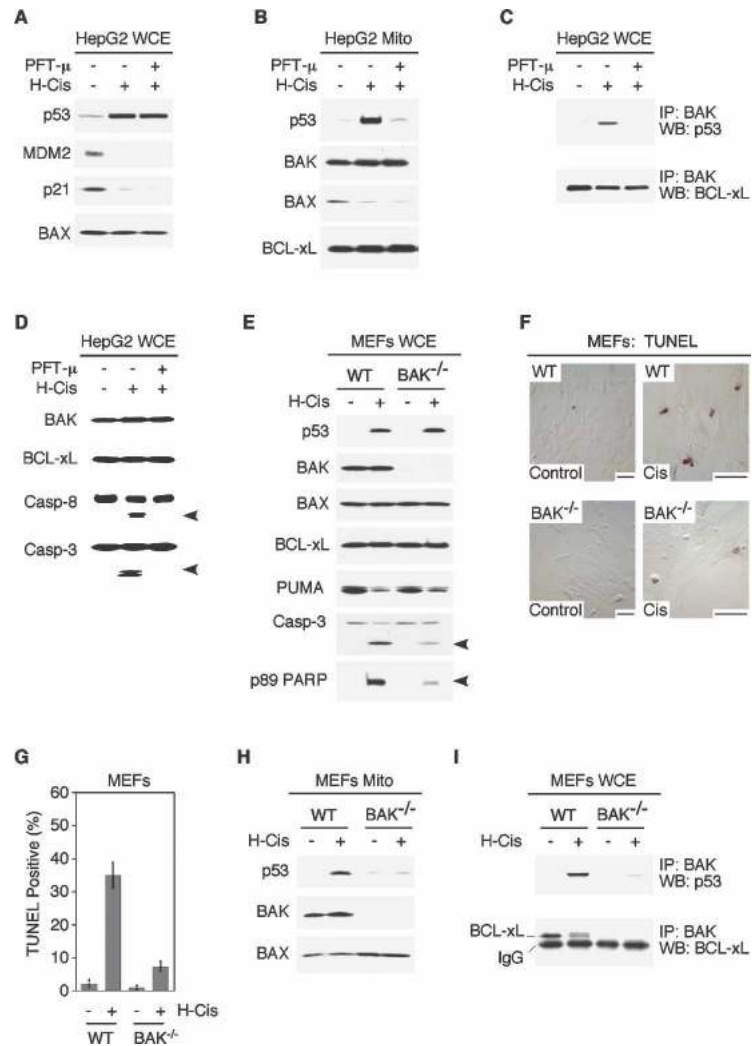 A
HepG2 WCE
PFT-μ - - +
H-Cis - + +
p53
MDM2
p21
BAX
B
HepG2 Mito
PFT-μ - - +
H-Cis - + +
p53
BAK
BAX
BCL-xL
C
HepG2 WCE
PFT-μ - - +
H-Cis - + +
IP: BAK
WB: p53
IP: BAK
WB: BCL-xL
D
HepG2 WCE
PFT-μ - - +
H-Cis - + +
BAK
BCL-xL
Casp-8
Casp-3
E
MEFs WCE
WT BAK-/-
H-Cis - + - +
p53
BAK
BAX
BCL-xL
PUMA
Casp-3
p89 PARP
F
MEFs: TUNEL
WT WT
Control Cis
BAK-/- BAK-/-
Control Cis
G
MEFs
TUNEL Positive (%)
60
50
40
30
20
10
0
- + - + H-Cis
WT BAK-/-
H
MEFs Mito
WT BAK-/-
H-Cis - + - +
p53
BAK
BAX
I
MEFs WCE
WT BAK-/-
H-Cis - + - +
IP: BAK
WB: p53
BCL-xL
IgG
IP: BAK
WB: BCL-xL